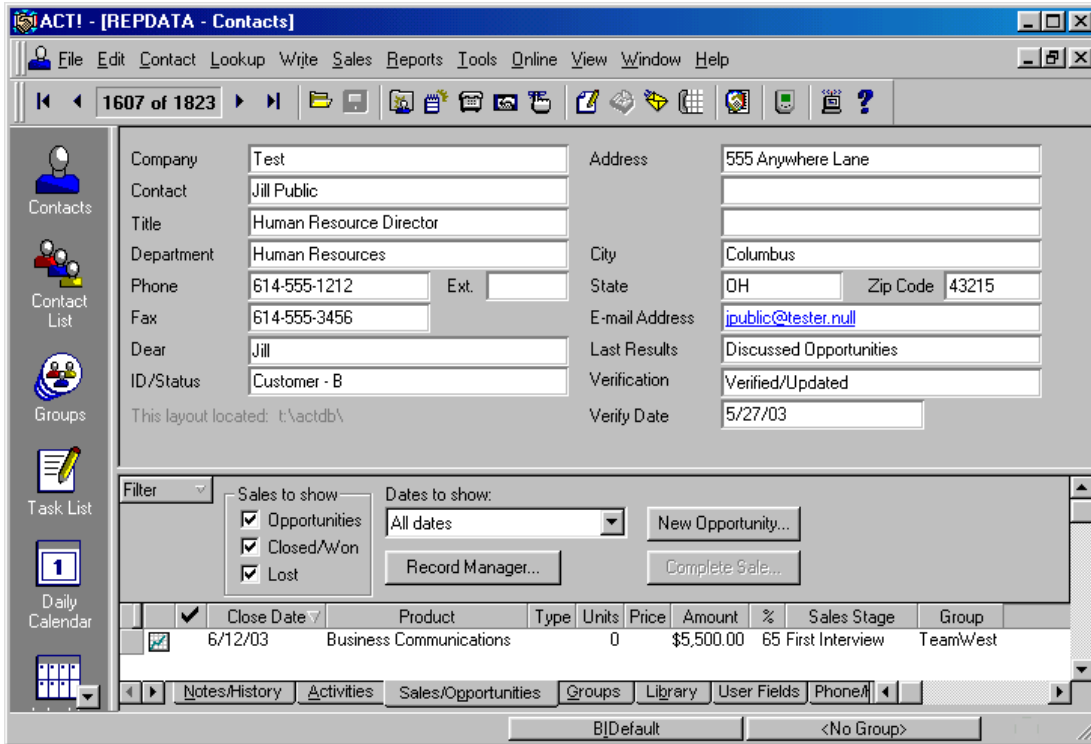 ACT! - [REPDATA - Contacts]
File Edit Contact Lookup Write Sales Reports Tools Online View Window Help
1607 of 1823
Contacts
Contact List
Groups
Task List
1
Daily Calendar
Company Test
Contact Jill Public
Title Human Resource Director
Department Human Resources
Phone 614-555-1212 Ext.
Fax 614-555-3456
Dear Jill
ID/Status Customer - B
This layout located: t:\actdb\
Address 555 Anywhere Lane
City Columbus
State OH Zip Code 43215
E-mail Address jpublic@tester.null
Last Results Discussed Opportunities
Verification Verified/Updated
Verify Date 5/27/03
Filter
Sales to show
Opportunities
Closed/Won
Lost
Dates to show:
All dates
Record Manager...
New Opportunity...
Complete Sale...
Close Date Product Type Units Price Amount % Sales Stage Group
6/12/03 Business Communications 0 $5,500.00 65 First Interview TeamWest
Notes/History Activities Sales/Opportunities Groups Library User Fields
BIDefault <No Group>